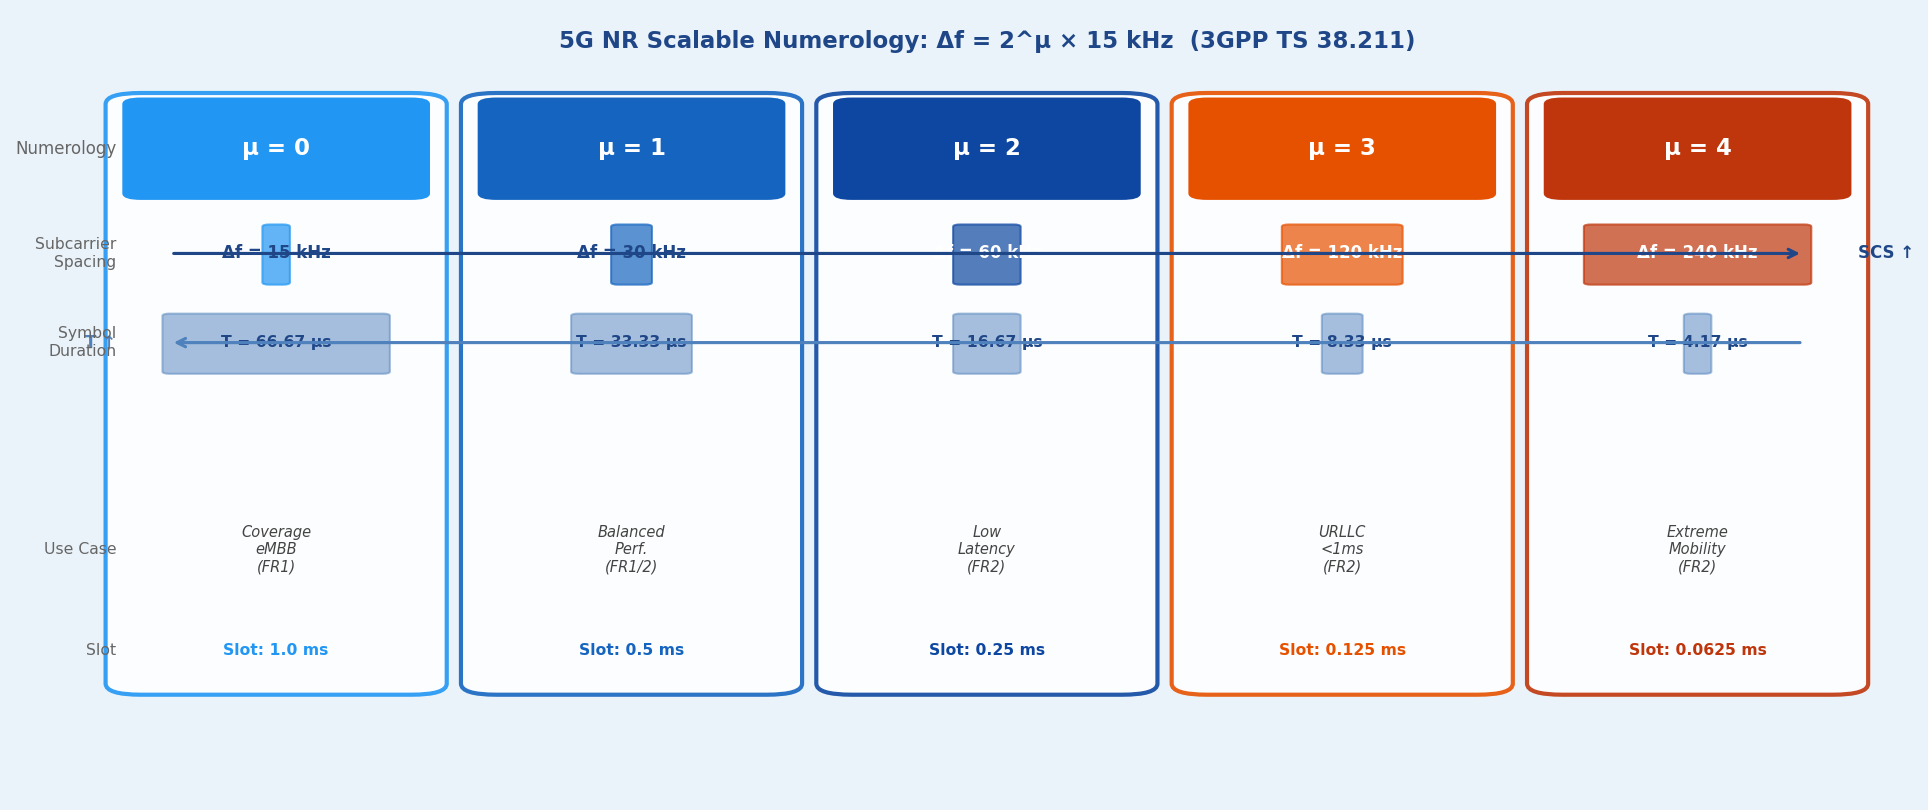 5G NR Scalable Numerology: Δf = 2^μ × 15 kHz (3GPP TS 38.211)
Numerology
μ = 0
μ = 1
μ = 2
μ = 3
μ = 4
Subcarrier
Spacing
Δf = 15 kHz
Δf = 30 kHz
= 60
Δf = 120 kHz
Δf = 240 kHz
SCS ↑
Symbol
Duration
T
T = 66.67 μs
T = 33.33 μs
T = 16.67 μs
T = 8.33 μs
T = 4.17 μs
Use Case
Coverage
eMBB
(FR1)
Balanced
Perf.
(FR1/2)
Low
Latency
(FR2)
URLLC
<1ms
(FR2)
Extreme
Mobility
(FR2)
Slot
Slot: 1.0 ms
Slot: 0.5 ms
Slot: 0.25 ms
Slot: 0.125 ms
Slot: 0.0625 ms